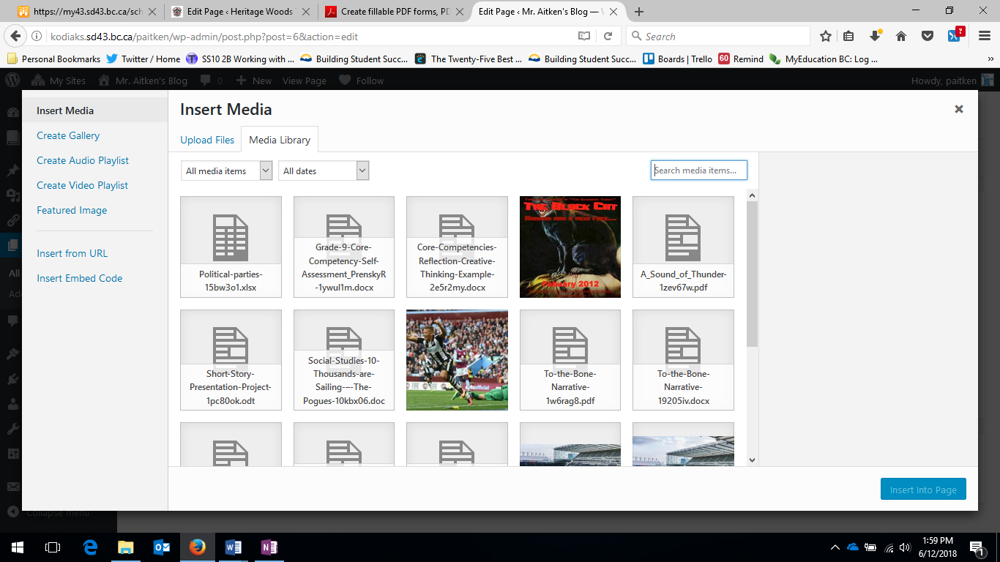 https://my43.sd43.bc.ca/sch
Edit Page ‹ Heritage Woods
Create fillable PDF forms, PD
Edit Page ‹ Mr. Aitken's Blog — \
kodiaks.sd43.bc.ca/paitken/wp-admin/post.php?post=6&action=edit
Search
?
Personal Bookmarks
Twitter / Home
SS10 2B Working with ...
Building Student Succ...
The Twenty-Five Best ...
Building Student Succ...
Boards | Trello
60 Remind
MyEducation BC: Log ...
My Sites
Mr. Aitken's Blog
0
New
View Page
Follow
Howdy, paitken
Insert Media
Create Gallery
Create Audio Playlist
Create Video Playlist
Featured Image
Insert from URL
Insert Embed Code
All
Ad
Collapse menu
Insert Media
Upload Files
Media Library
All media items
All dates
Search media items...
Political-parties-
15bw3o1.xlsx
Grade-9-Core-
Competency-Self-
Assessment_PrenskyR
-1ywul1m.docx
Core-Competencies-
Reflection-Creative-
Thinking-Example-
2e5r2my.docx
The Black Cat
Febuary 2012
A_Sound_of_Thunder-
1zev67w.pdf
Short-Story-
Presentation-Project-
1pc80ok.odt
Social-Studies-10-
Thousands-are-
Sailing-–-The-
Pogues-10kbx06.doc
To-the-Bone-
Narrative-
1w6rag8.pdf
To-the-Bone-
Narrative-
19205iv.docx
Insert Into Page
1:59 PM
6/12/2018
1